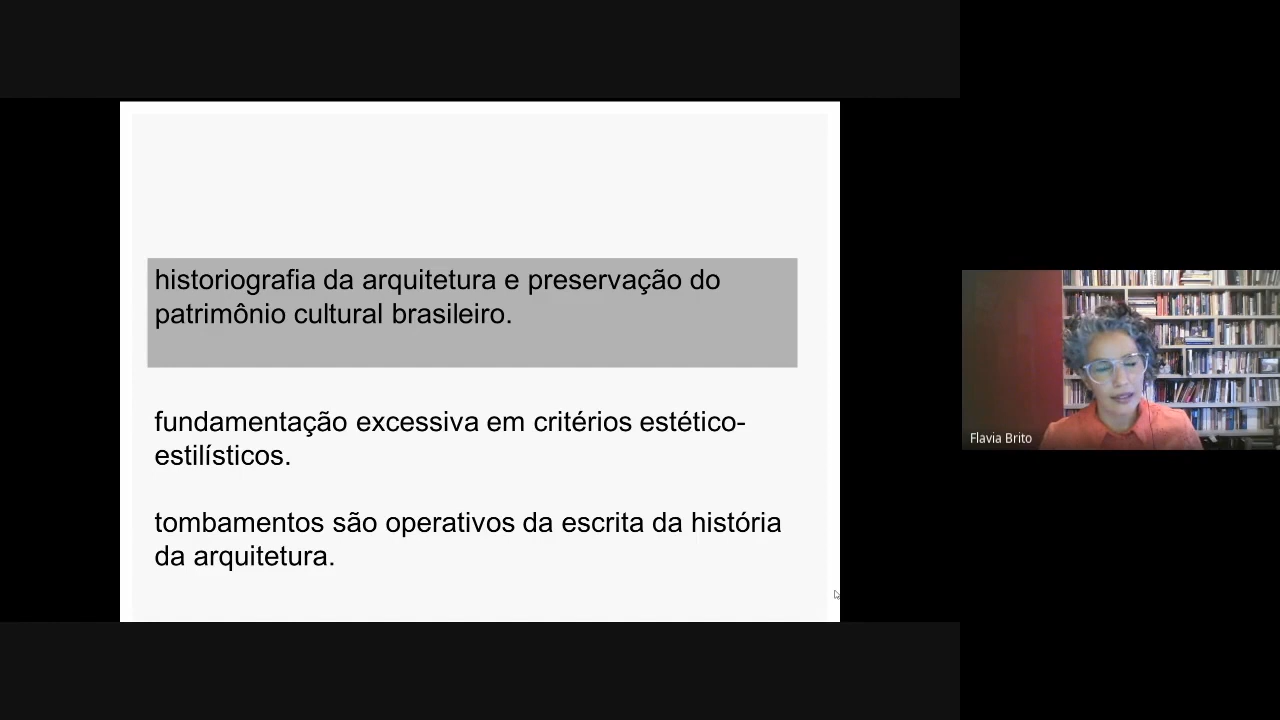 historiografia da arquitetura e preservação do
patrimônio cultural brasileiro.
fundamentação excessiva em critérios estético-
estilísticos.
tombamentos são operativos da escrita da história
da arquitetura.
Flavia Brito